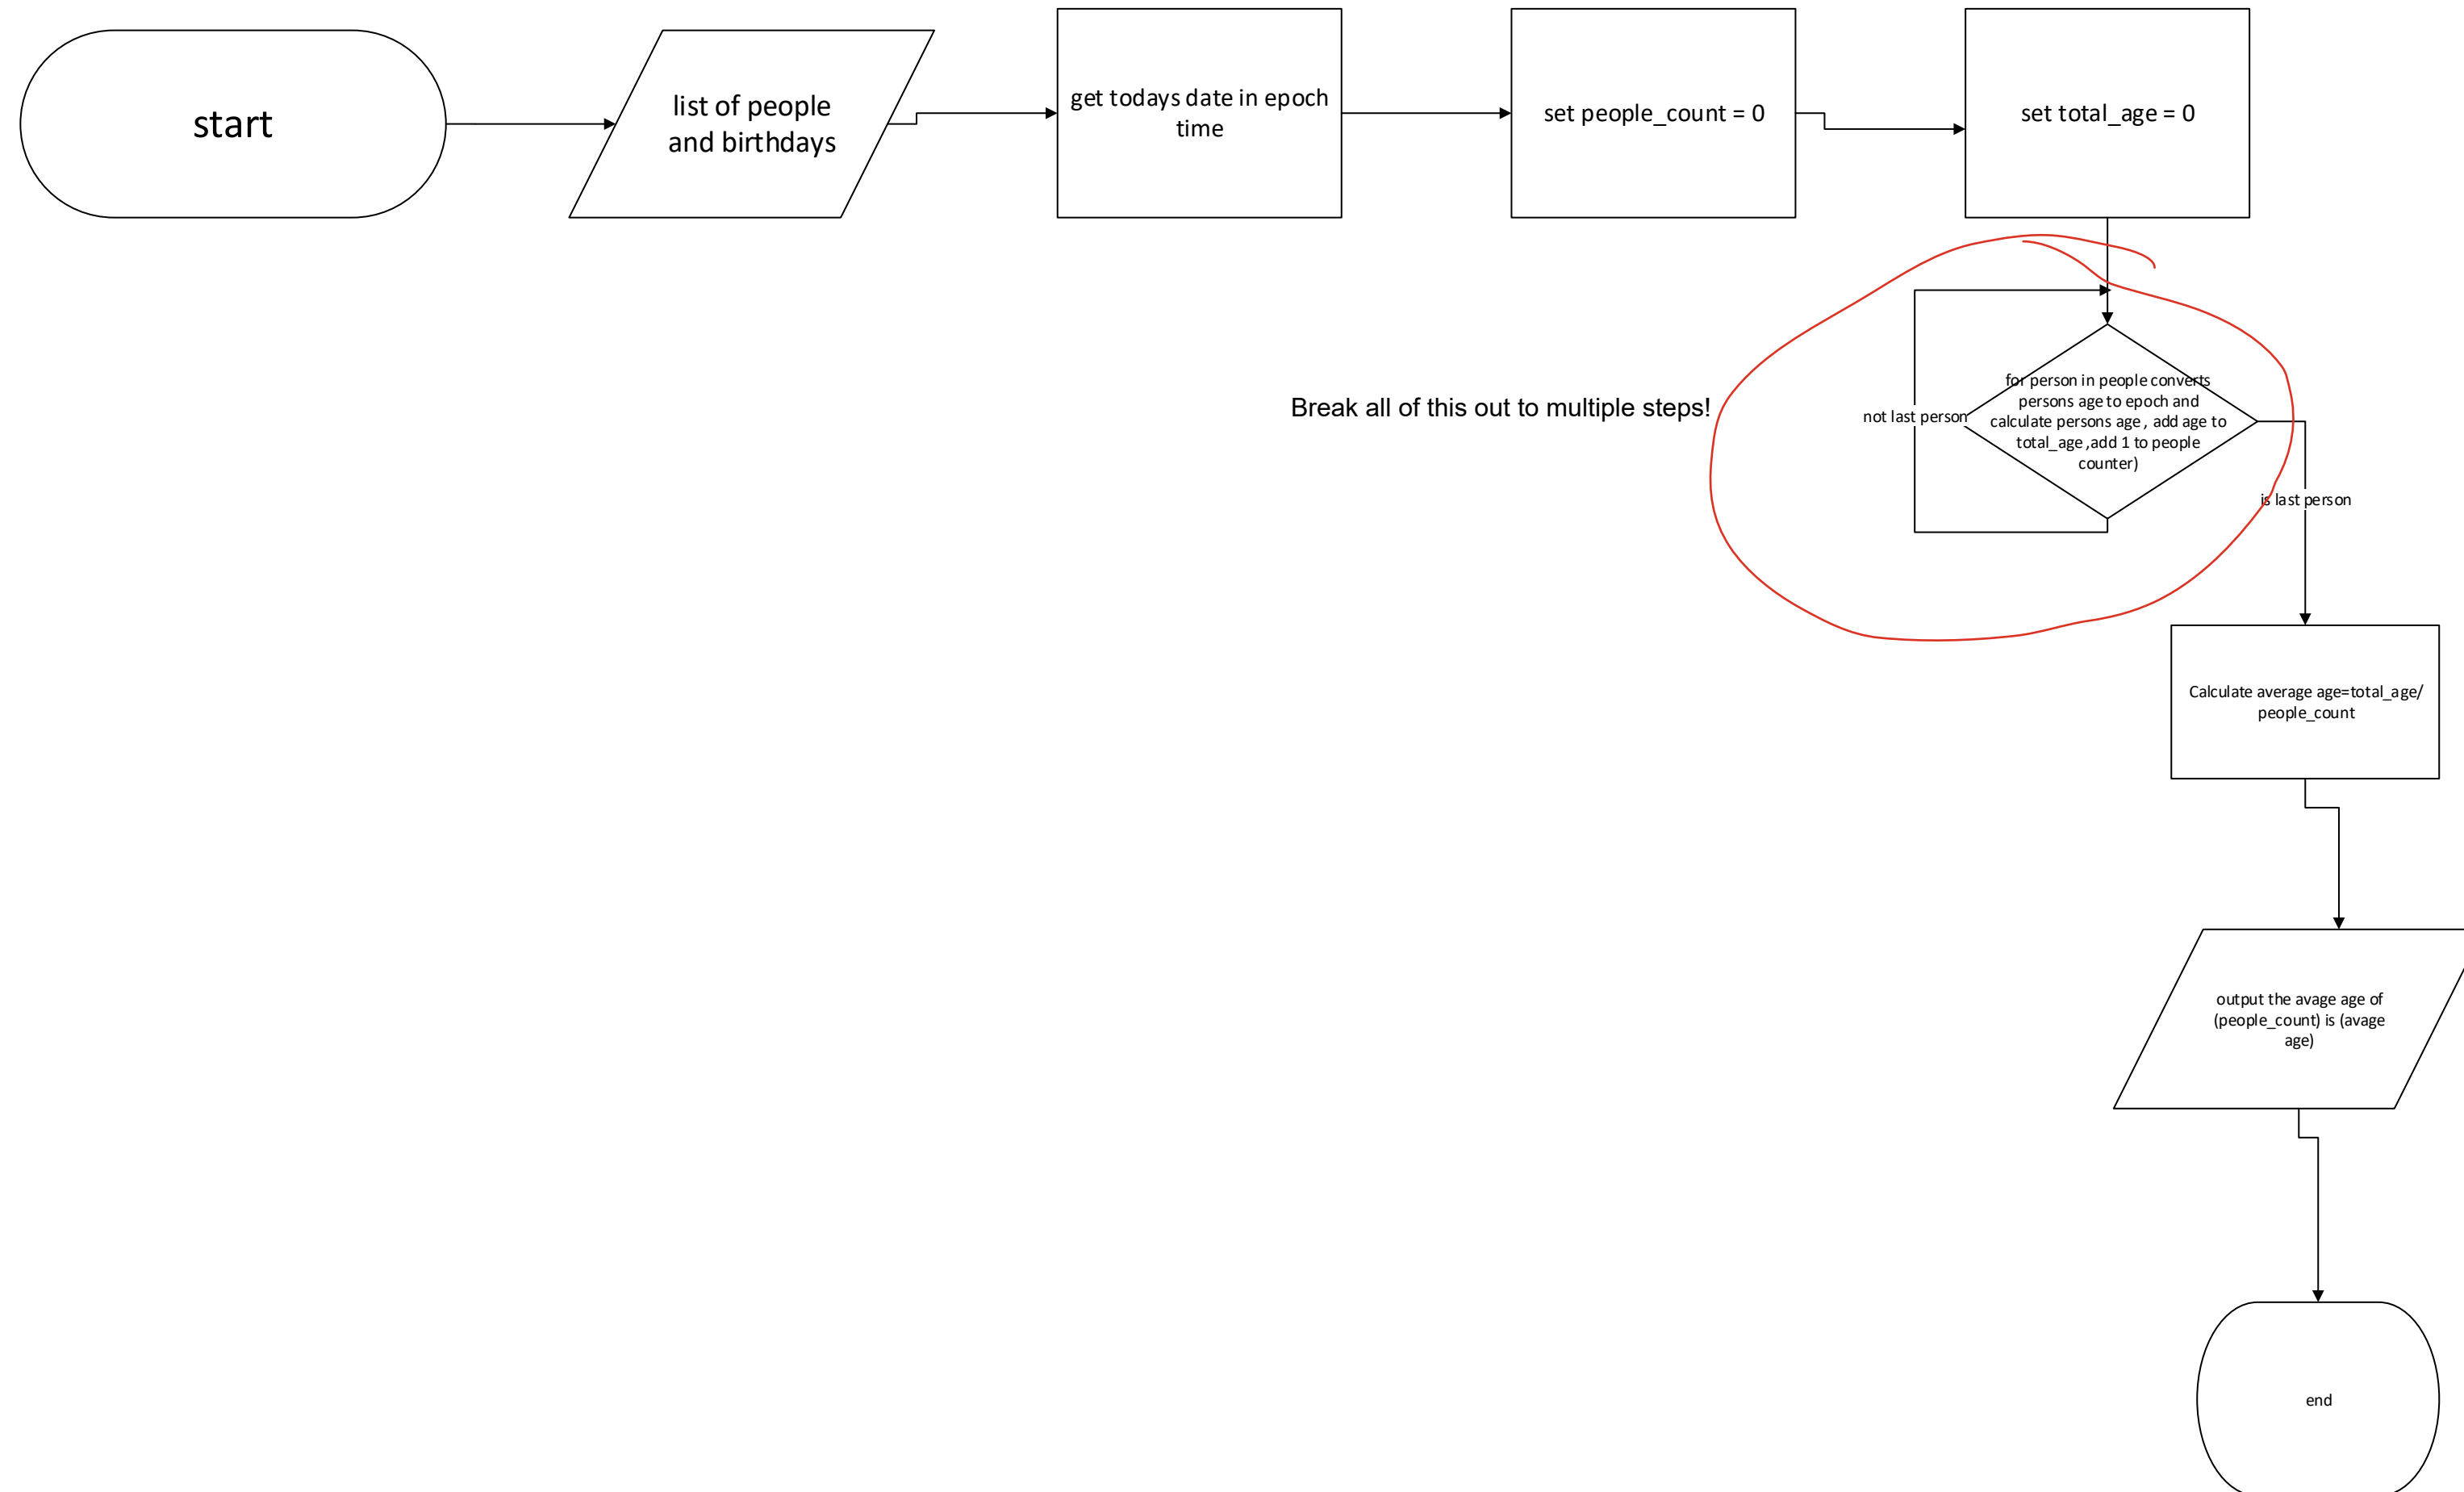 start
list of people
and birthdays
get todays date in epoch
time
set people_count = 0
set total_age = 0
Break all of this out to multiple steps!
for person in people converts
persons age to epoch and
calculate persons age , add age to
total_age ,add 1 to people
counter)
not last person
is last person
Calculate average age=total_age/
people_count
output the avage age of
(people_count) is (avage
age)
end